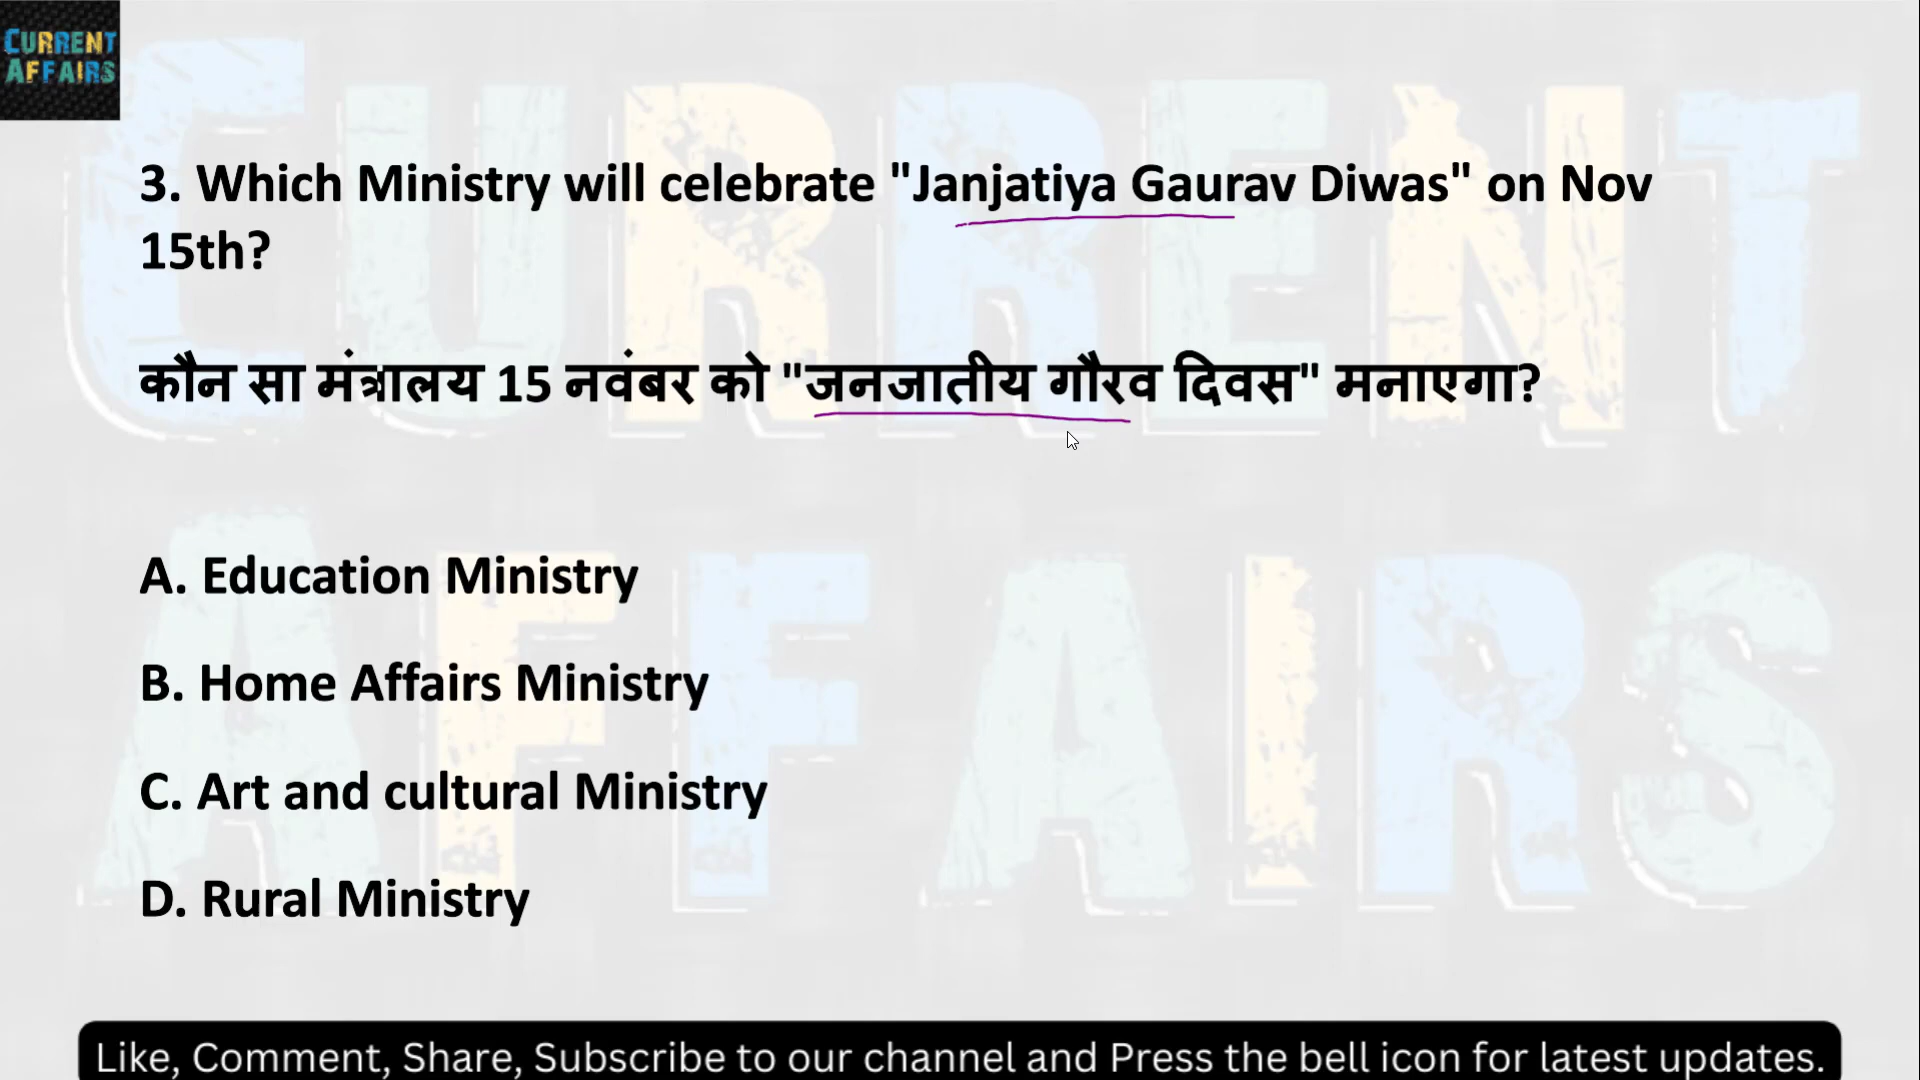 CURRENT
AFFAIRS
3. Which Ministry will celebrate "Janjatiya Gaurav Diwas" on Nov
15th?
कौन सा मंत्रालय 15 नवंबर को "जनजातीय गौरव दिवस" मनाएगा?
A. Education Ministry
B. Home Affairs Ministry
C. Art and cultural Ministry
D. Rural Ministry
Like, Comment, Share, Subscribe to our channel and Press the bell icon for latest updates.
CURRENT
AFFAIRS